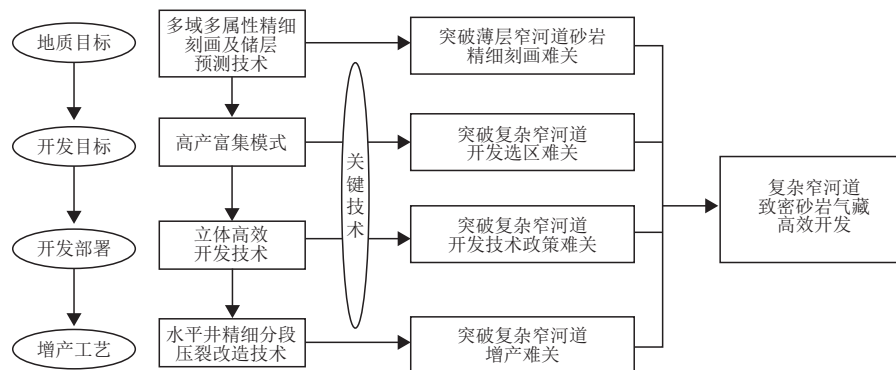 地质目标
多域多属性精细
刻画及储层
预测技术
突破薄层窄河道砂岩
精细刻画难关
开发目标
高产富集模式
关键技术
突破复杂窄河道
开发选区难关
复杂窄河道
致密砂岩气藏
高效开发
开发部署
立体高效
开发技术
突破复杂窄河道
开发技术政策难关
增产工艺
水平井精细分段
压裂改造技术
突破复杂窄河道
增产难关